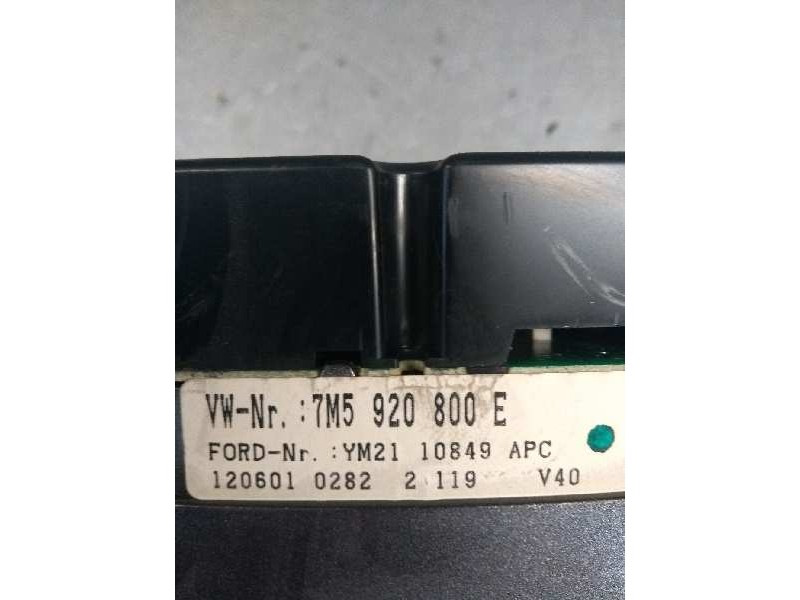 VW-Nr.:7M5 920 800 E
FORD-Nr.:YM21 10849 APC
120601 0282 2 119 V40